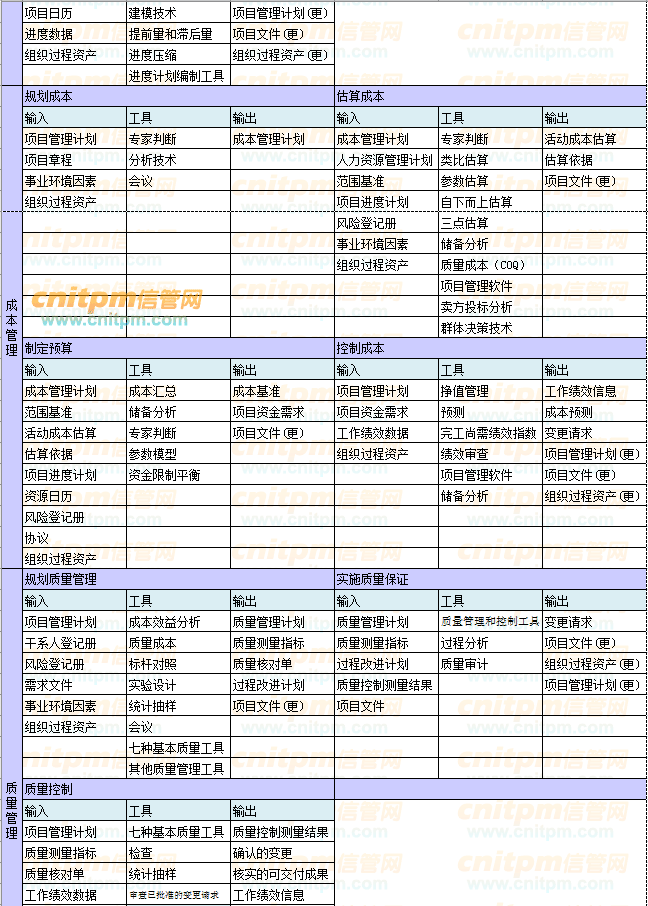 项目日历 建模技术 项目管理计划（更）
进度数据 提前量和滞后量 项目文件（更）
组织过程资产 进度压缩 组织过程资产（更）
进度计划编制工具
规划成本 估算成本
输入 工具 输出 输入 工具 输出
项目管理计划 专家判断 成本管理计划 成本管理计划 专家判断 活动成本估算
项目章程 分析技术 人力资源管理计划 类比估算 估算依据
事业环境因素 会议 范围基准 参数估算 项目文件（更）
组织过程资产 项目进度计划 自下而上估算
风险登记册 三点估算
事业环境因素 储备分析
组织过程资产 质量成本（COQ）
项目管理软件
卖方投标分析
群体决策技术
cnitpm信管网
www.cnitpm.com
成本管理
制定预算 控制成本
输入 工具 输出 输入 工具 输出
成本管理计划 成本汇总 成本基准 项目管理计划 挣值管理 工作绩效信息
范围基准 储备分析 项目资金需求 项目资金需求 预测 成本预测
活动成本估算 专家判断 项目文件（更） 工作绩效数据 完工尚需绩效指数 变更请求
估算依据 参数模型 组织过程资产 绩效审查 项目管理计划（更）
项目进度计划 资金限制平衡 项目管理软件 项目文件（更）
资源日历 储备分析 组织过程资产（更）
风险登记册
协议
组织过程资产
规划质量管理 实施质量保证
输入 工具 输出 输入 工具 输出
项目管理计划 成本效益分析 质量管理计划 质量管理计划 质量管理和控制工具 变更请求
干系人登记册 质量成本 质量测量指标 质量测量指标 过程分析 项目文件（更）
风险登记册 标杆对照 质量核对单 过程改进计划 质量审计 组织过程资产（更）
需求文件 实验设计 过程改进计划 质量控制测量结果 项目管理计划（更）
事业环境因素 统计抽样 项目文件（更） 项目文件
组织过程资产 会议
七种基本质量工具
其他质量管理工具
质量管理
质量控制
输入 工具 输出
项目管理计划 七种基本质量工具 质量控制测量结果
质量测量指标 检查 确认的变更
质量核对单 统计抽样 核实的可交付成果
工作绩效数据 审查已批准的变更请求 工作绩效信息